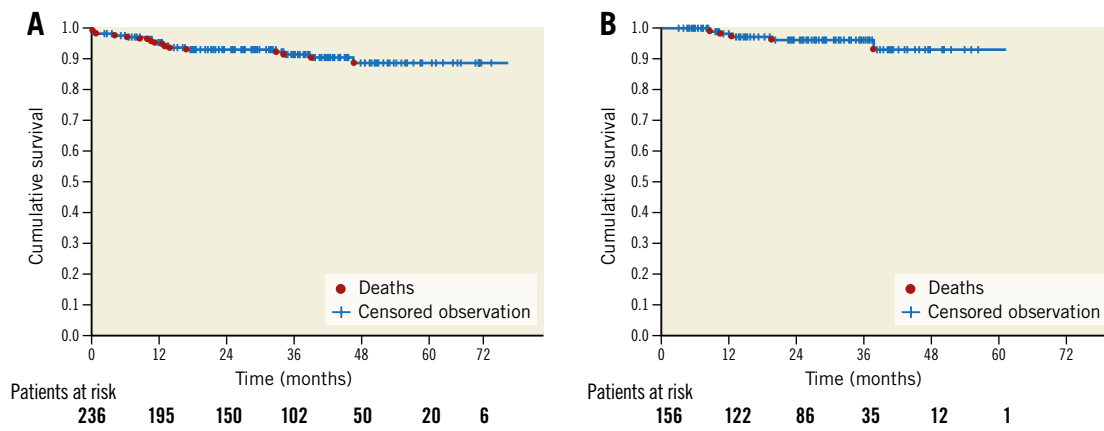 A
1.0
0.9
0.8
0.7
0.6
0.5
0.4
0.3
0.2
0.1
0.0
Cumulative survival
Deaths
Censored observation
0 12 24 36 48 60 72
Time (months)
Patients at risk
236 195 150 102 50 20 6
B
1.0
0.9
0.8
0.7
0.6
0.5
0.4
0.3
0.2
0.1
0.0
Cumulative survival
Deaths
Censored observation
0 12 24 36 48 60 72
Time (months)
Patients at risk
156 122 86 35 12 1